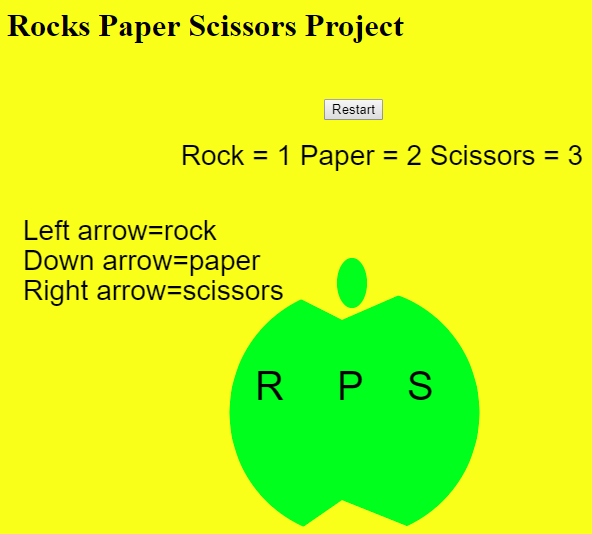 Rocks Paper Scissors Project
Restart
Rock = 1 Paper = 2 Scissors = 3
Left arrow=rock
Down arrow=paper
Right arrow=scissors
R P S